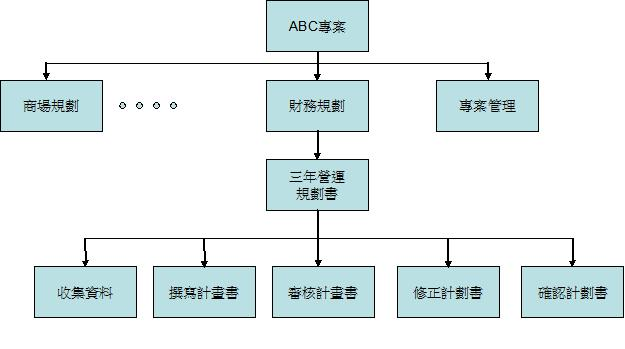 ABC專案
商場規劃
財務規劃
專案管理
三年營運
規劃書
收集資料
撰寫計畫書
審核計畫書
修正計劃書
確認計劃書